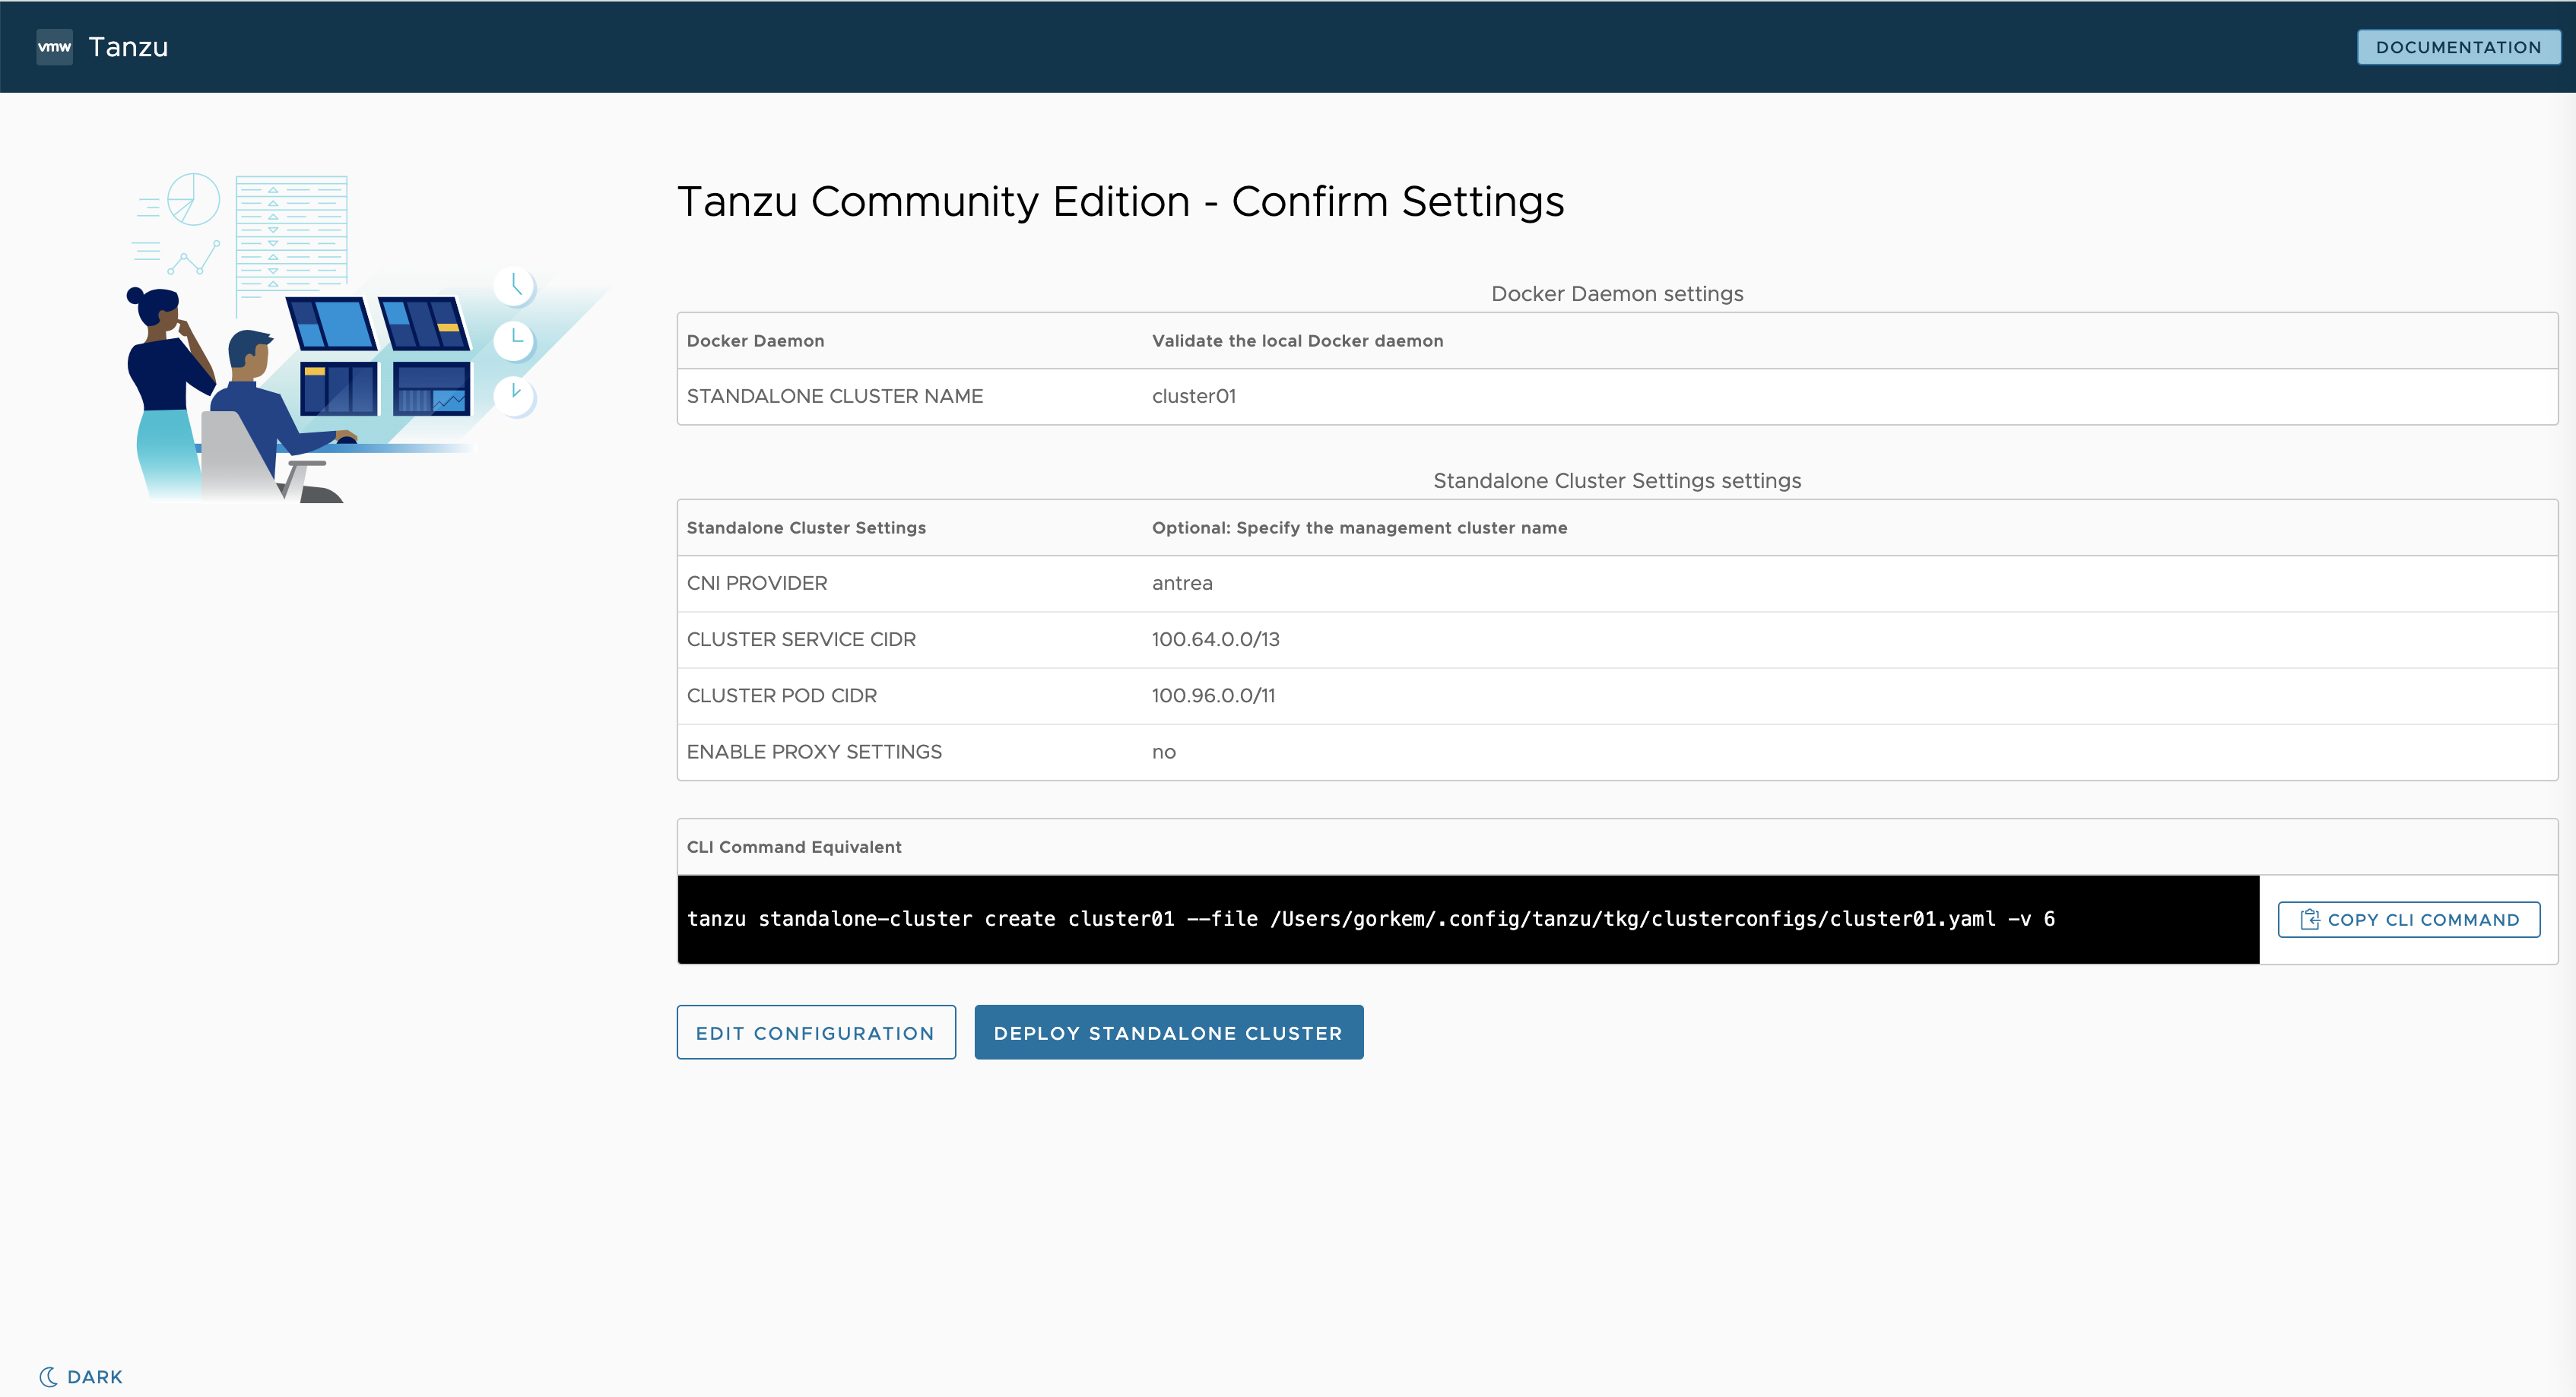 vmw Tanzu
DOCUMENTATION
Tanzu Community Edition - Confirm Settings
Docker Daemon settings
Docker Daemon Validate the local Docker daemon
STANDALONE CLUSTER NAME cluster01
Standalone Cluster Settings settings
Standalone Cluster Settings Optional: Specify the management cluster name
CNI PROVIDER antrea
CLUSTER SERVICE CIDR 100.64.0.0/13
CLUSTER POD CIDR 100.96.0.0/11
ENABLE PROXY SETTINGS no
CLI Command Equivalent
tanzu standalone-cluster create cluster01 --file /Users/gorkem/.config/tanzu/tkg/clusterconfigs/cluster01.yaml -v 6
COPY CLI COMMAND
EDIT CONFIGURATION
DEPLOY STANDALONE CLUSTER
DARK